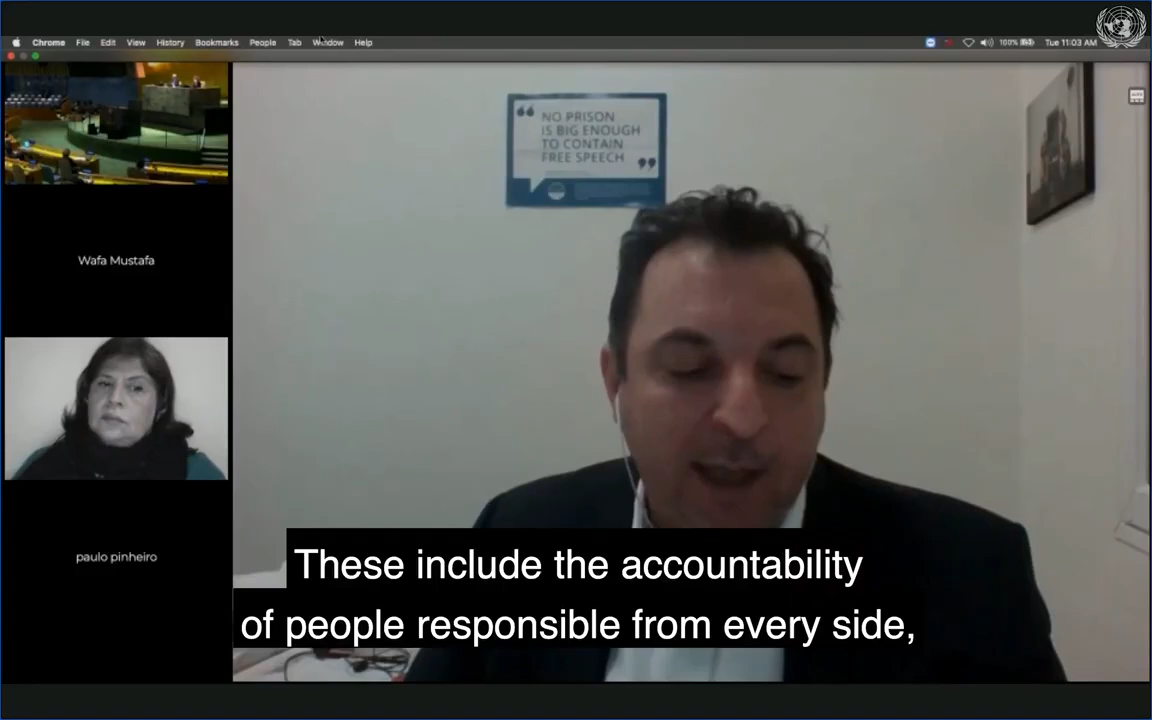 Chrome File Edit View History Bookmarks People Tab Window Help
100%
Tue 11:03 AM
“ NO PRISON
IS BIG ENOUGH
TO CONTAIN
FREE SPEECH ”
Wafa Mustafa
paulo pinheiro
These include the accountability
of people responsible from every side,